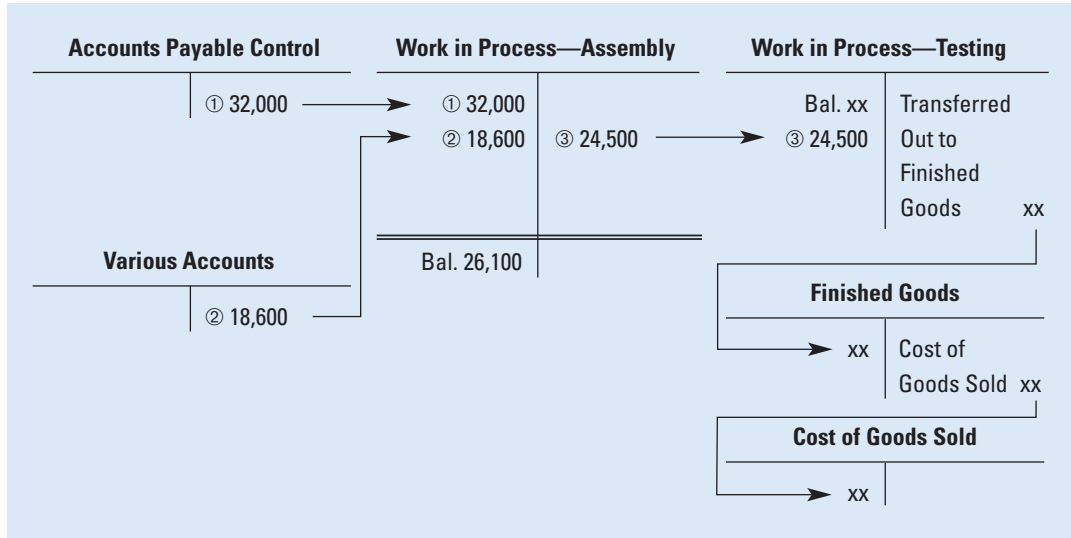 Accounts Payable Control
① 32,000
Work in Process—Assembly
① 32,000
② 18,600 ③ 24,500
Bal. 26,100
Work in Process—Testing
Bal. xx Transferred
③ 24,500 Out to
Finished
Goods xx
Various Accounts
② 18,600
Finished Goods
xx Cost of
Goods Sold xx
Cost of Goods Sold
xx